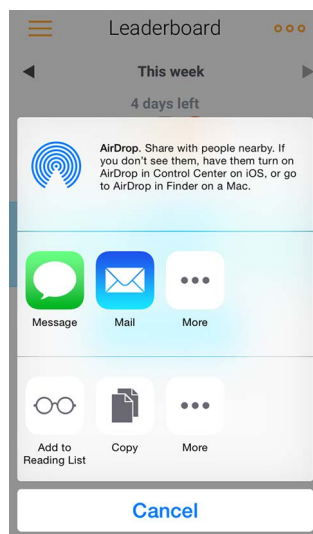 Leaderboard
This week
4 days left
AirDrop. Share with people nearby. If
you don't see them, have them turn on
AirDrop in Control Center on iOS, or go
to AirDrop in Finder on a Mac.
Message Mail More
Add to
Reading List Copy More
Cancel